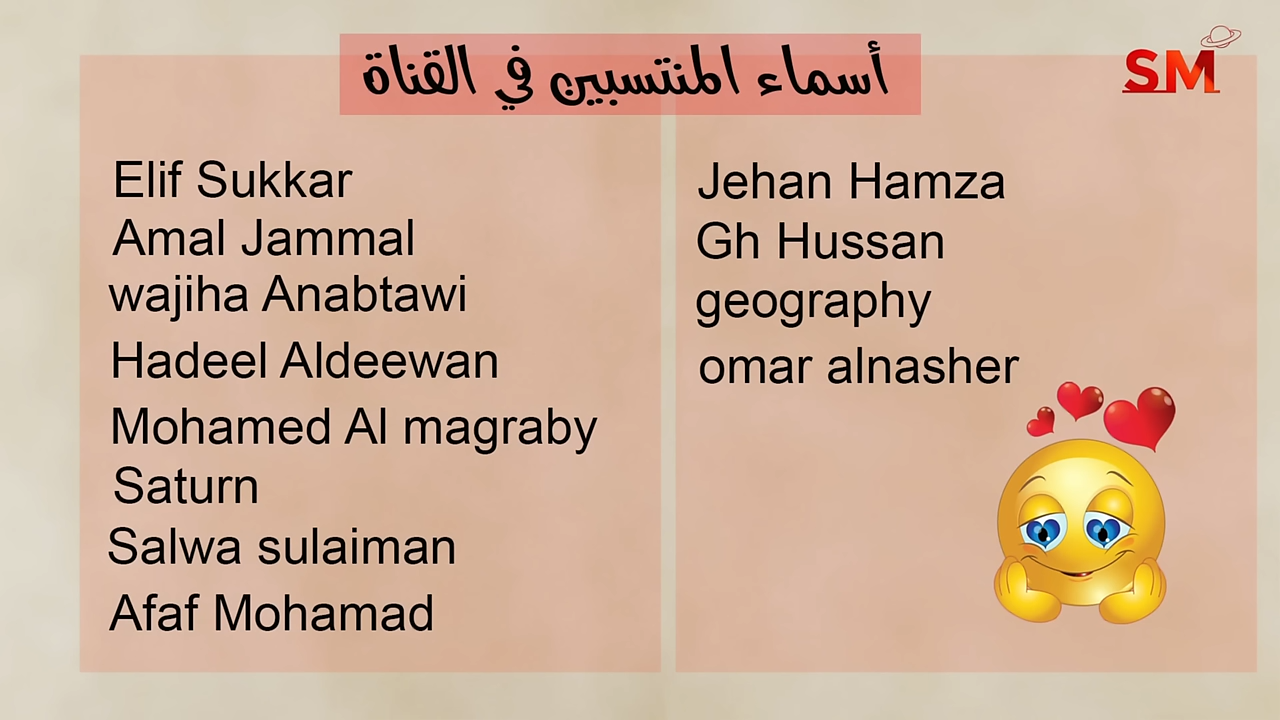 أسماء المنتسبين في القناة
SM
Elif Sukkar
Amal Jammal
wajiha Anabtawi
Hadeel Aldeewan
Mohamed Al magraby
Saturn
Salwa sulaiman
Afaf Mohamad
Jehan Hamza
Gh Hussan
geography
omar alnasher